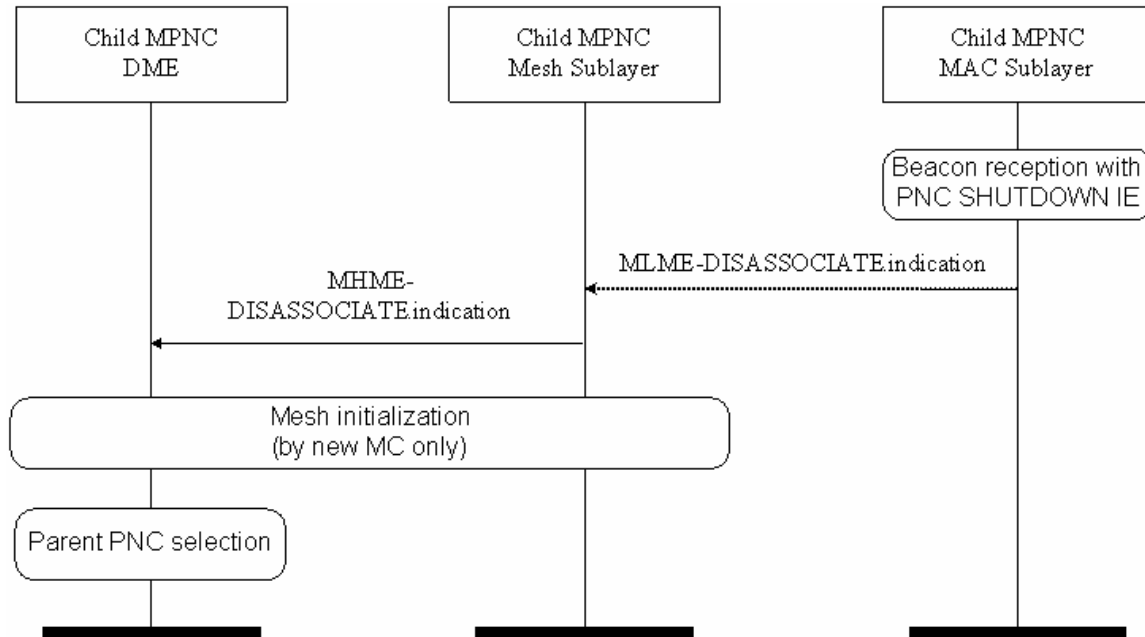 Child MPNC
DME
Child MPNC
Mesh Sublayer
Child MPNC
MAC Sublayer
Beacon reception with
PNC SHUTDOWN IE
MLME-DISASSOCIATE.indication
MHME-
DISASSOCIATE.indication
Mesh initialization
(by new MC only)
Parent PNC selection